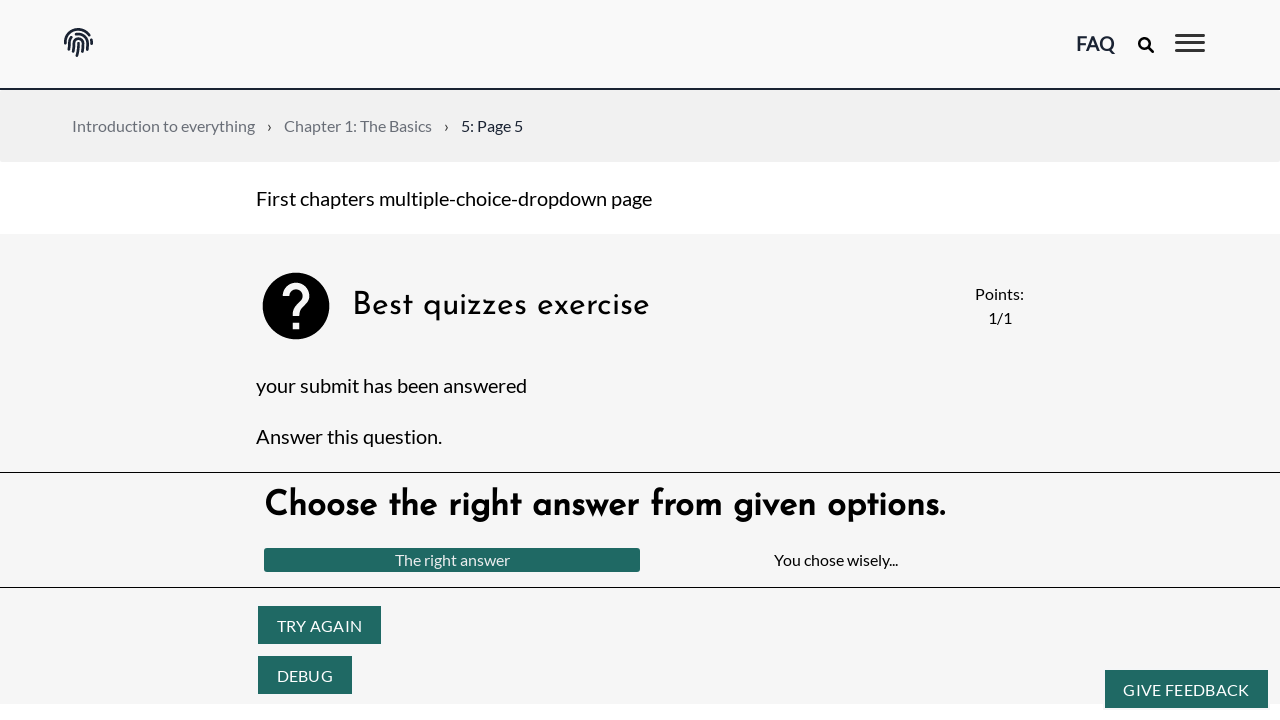 FAQ
Introduction to everything › Chapter 1: The Basics › 5: Page 5
First chapters multiple-choice-dropdown page
Best quizzes exercise
Points:
1/1
your submit has been answered
Answer this question.
Choose the right answer from given options.
The right answer
You chose wisely...
TRY AGAIN
DEBUG
GIVE FEEDBACK